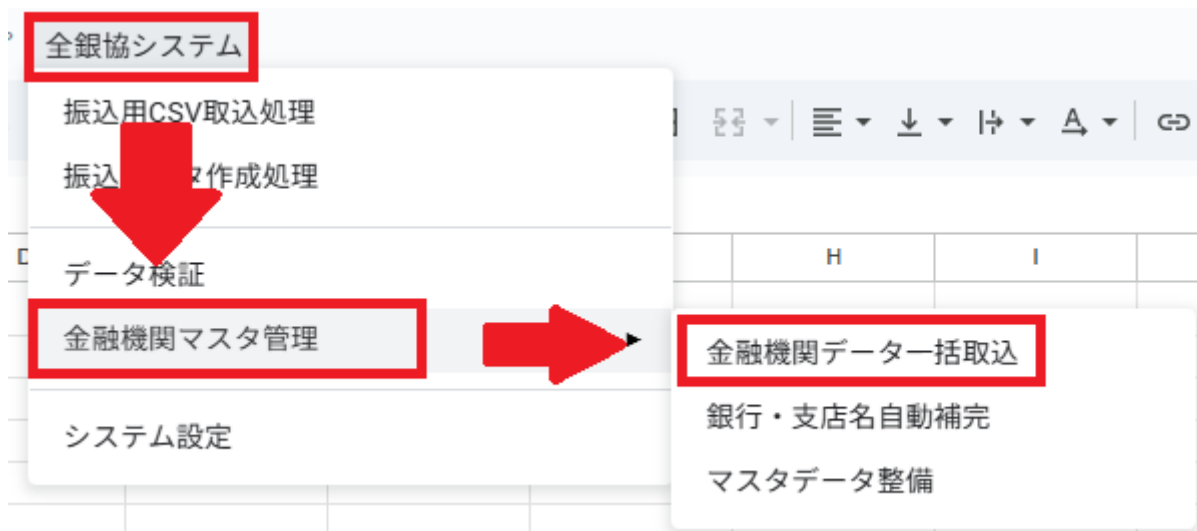 全銀協システム
振込用CSV取込処理
振込 タ作成処理
D
H
I
データ検証
金融機関マスタ管理
金融機関データ一括取込
銀行・支店名自動補完
システム設定
マスタデータ整備